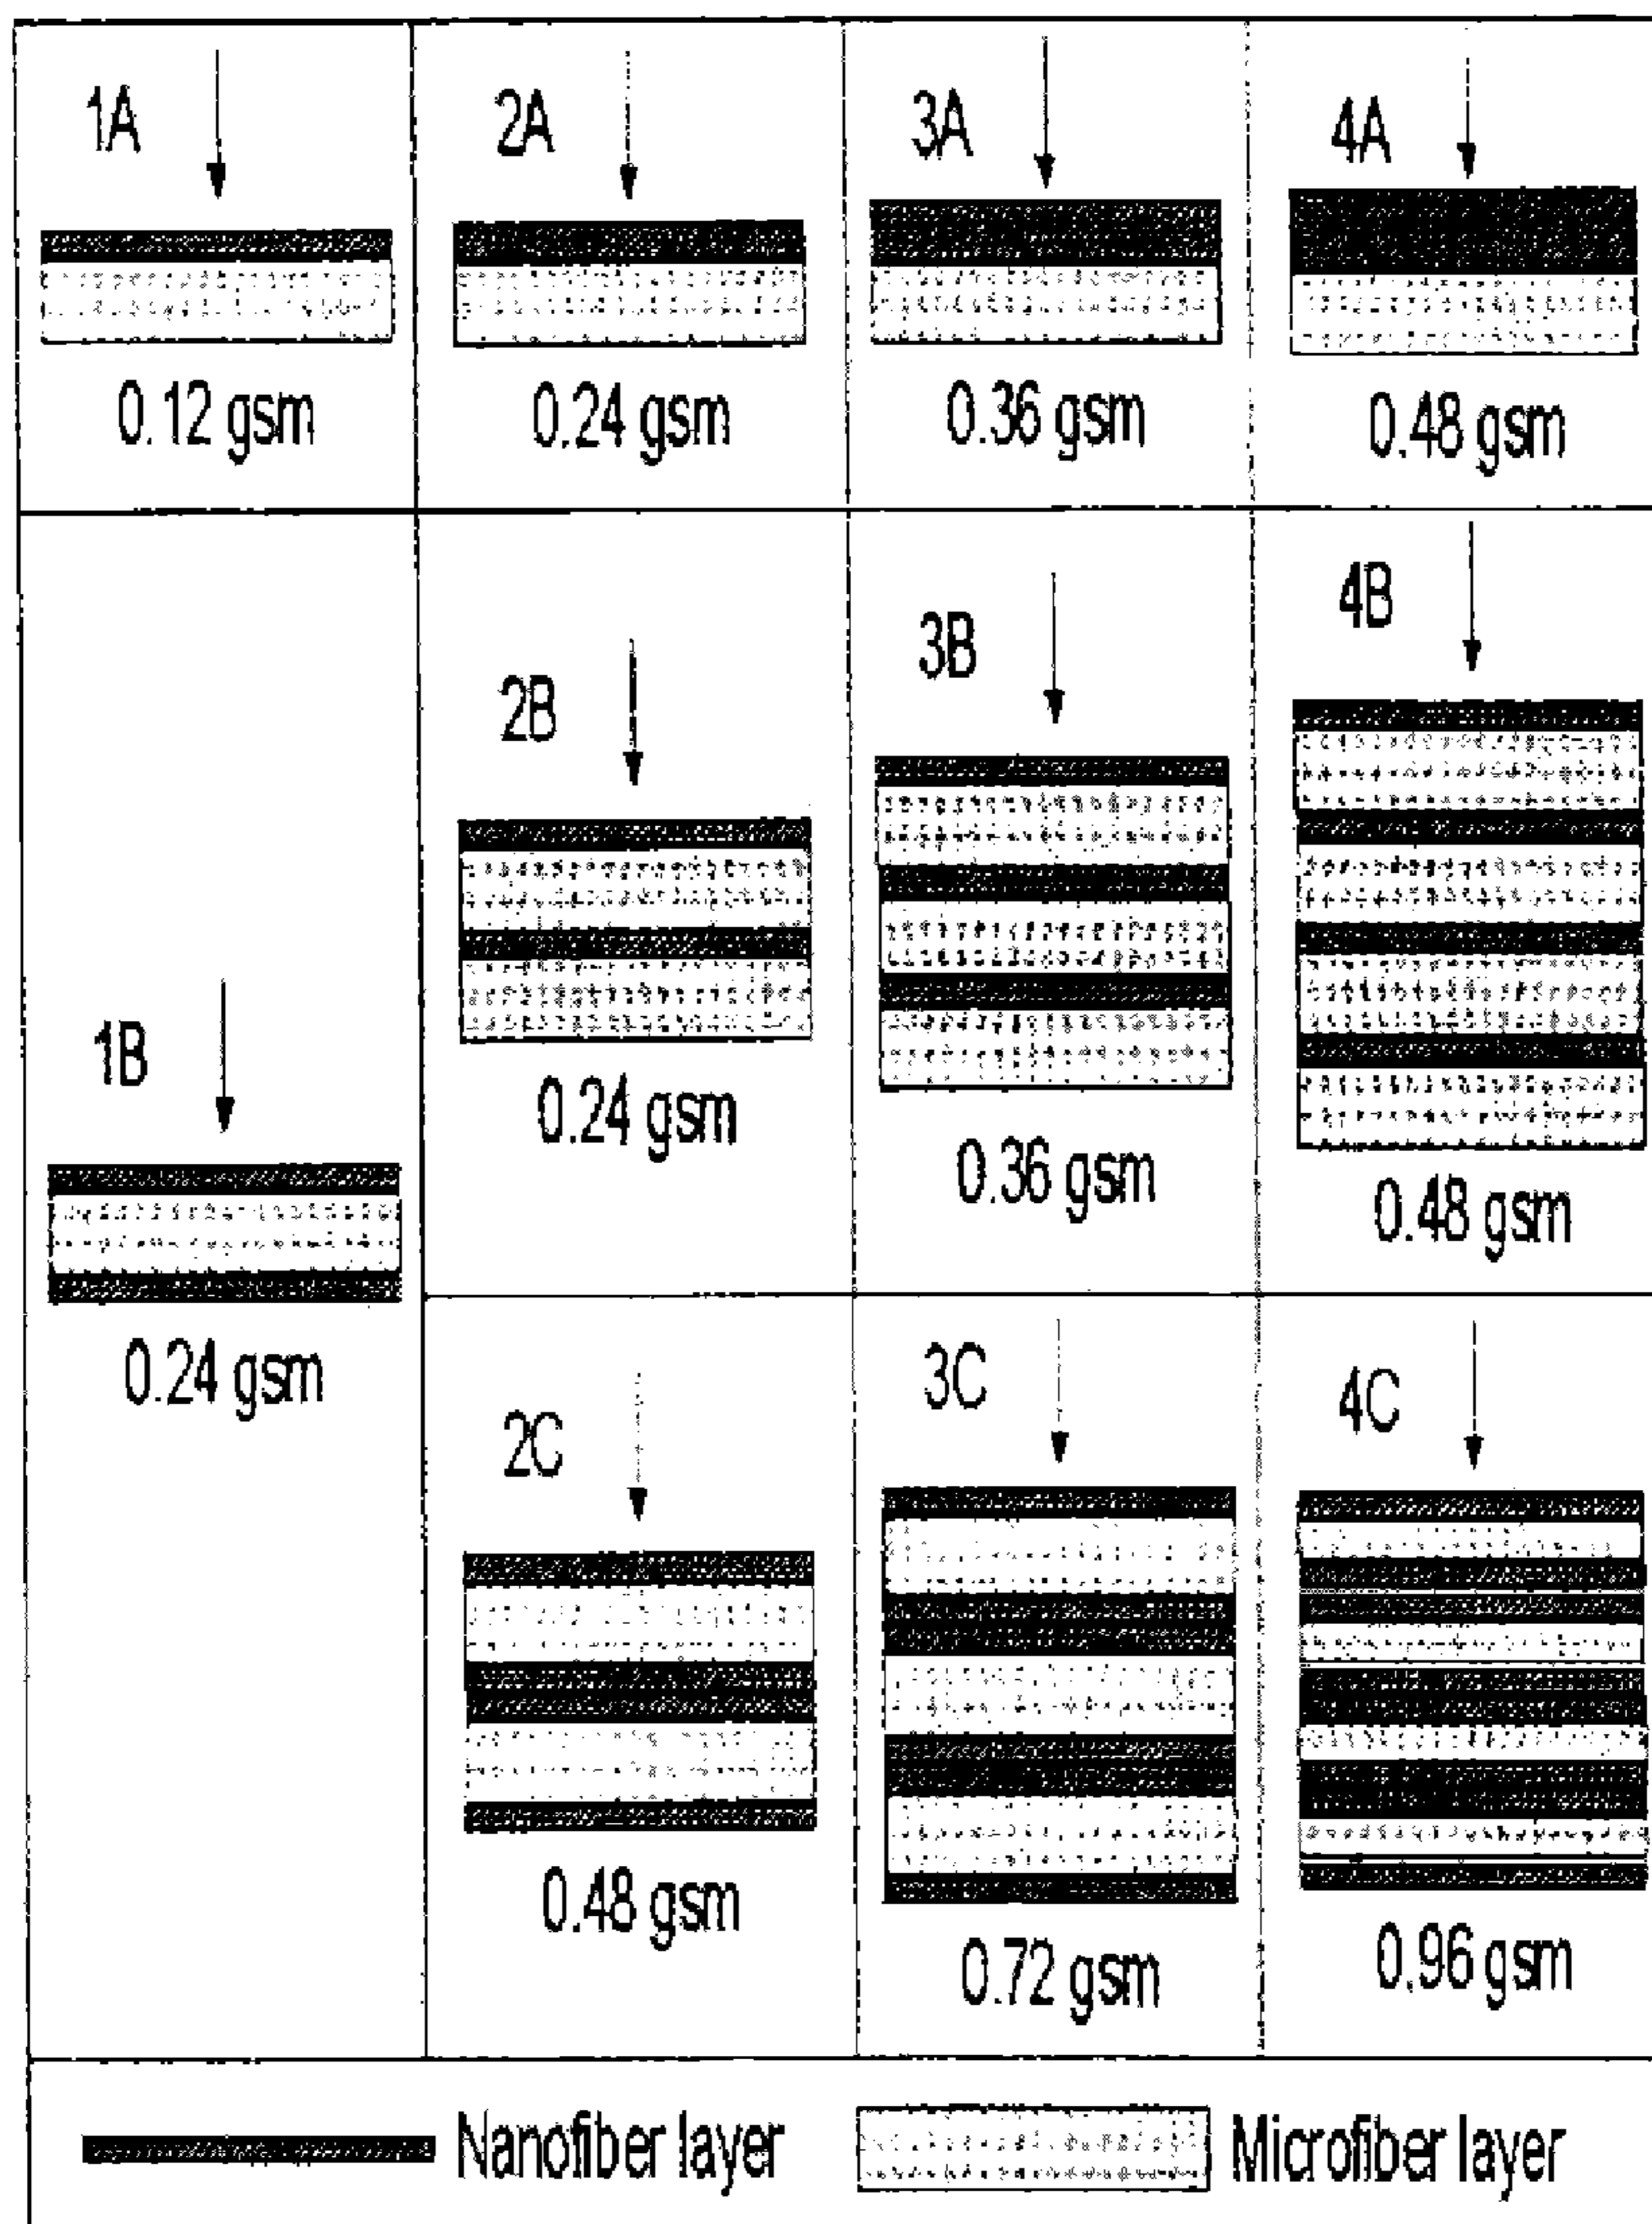 1A
2A
3A
4A
0.12 gsm
0.24 gsm
0.36 gsm
0.48 gsm
1B
0.24 gsm
2B
0.24 gsm
3B
0.36 gsm
4B
0.48 gsm
2C
0.48 gsm
3C
0.72 gsm
4C
0.96 gsm
Nanofiber layer
Microfiber layer